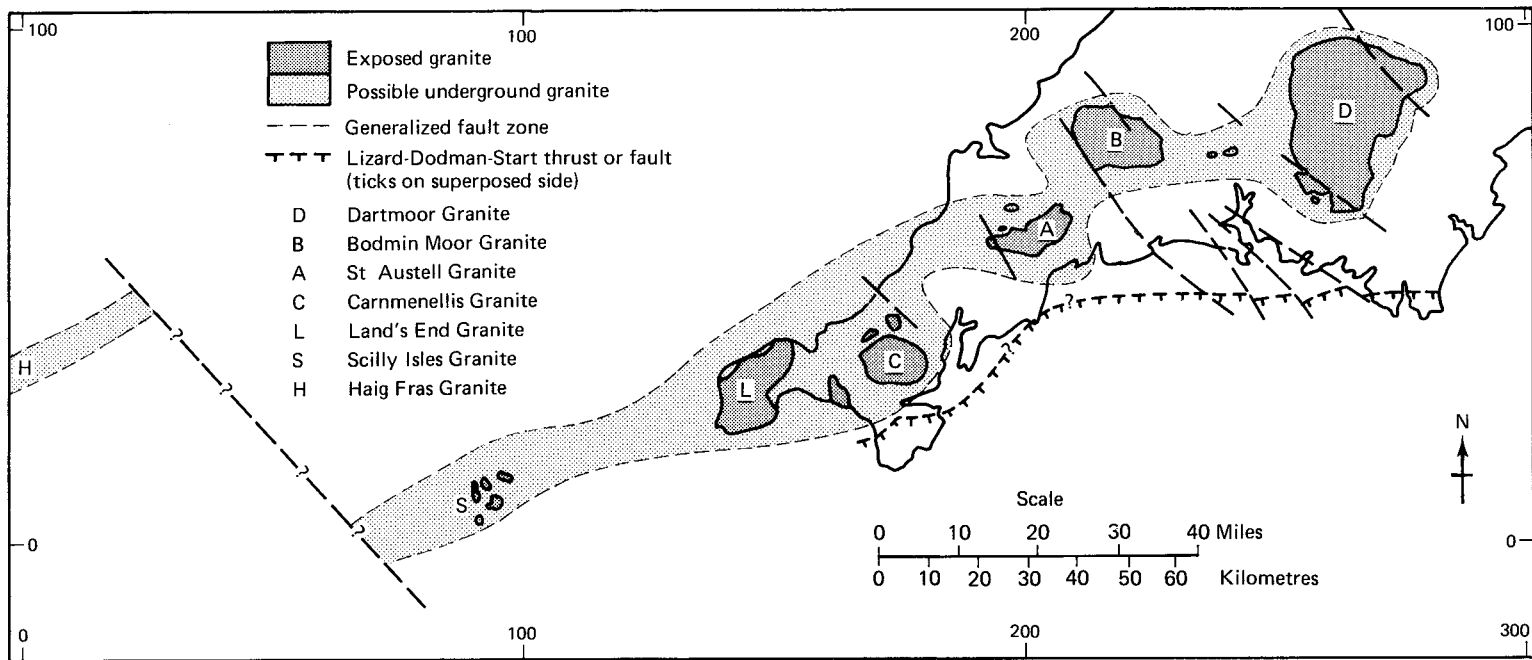 100
100
200
100
Exposed granite
Possible underground granite
Generalized fault zone
Lizard-Dodman-Start thrust or fault
(ticks on superposed side)
D Dartmoor Granite
B Bodmin Moor Granite
A St Austell Granite
C Carnmenellis Granite
L Land's End Granite
S Scilly Isles Granite
H Haig Fras Granite
D
B
A
?
?
H
?
?
C
L
?
?
S
?
N
0
0
Scale
0 10 20 30 40 Miles
0 10 20 30 40 50 60 Kilometres
0
100
200
300